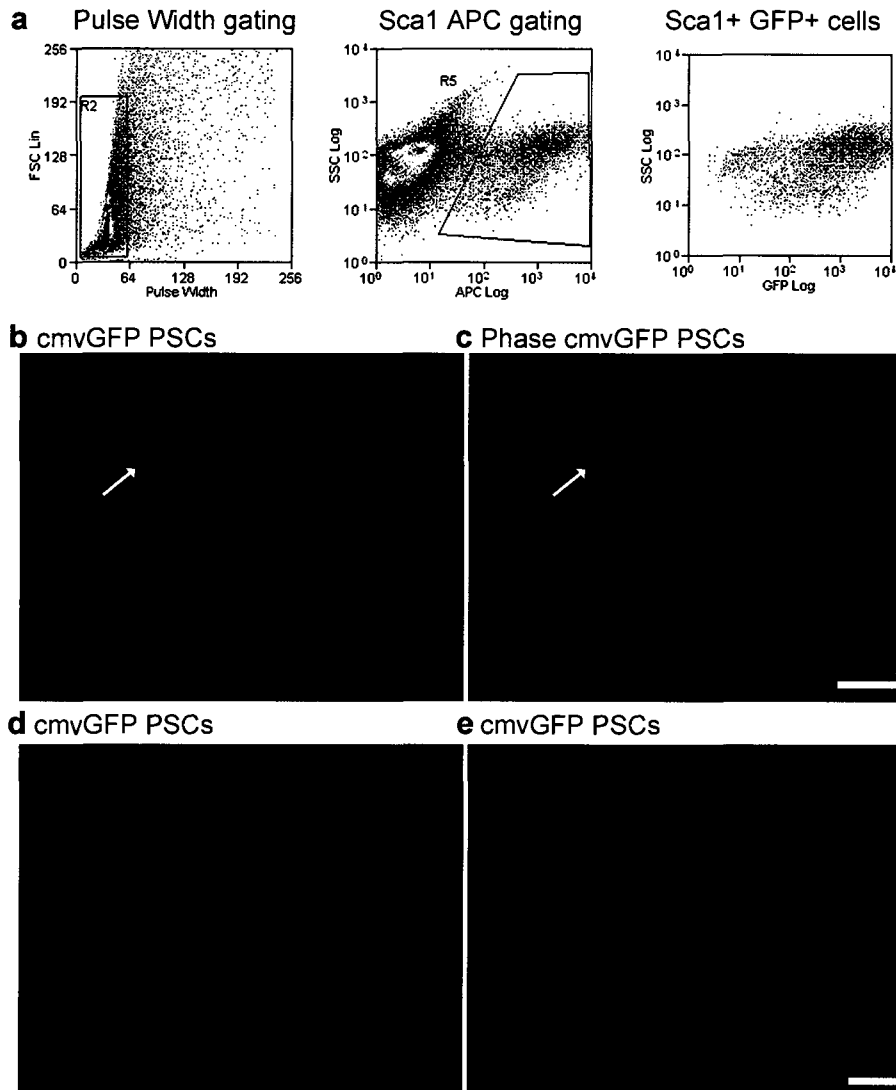 a Pulse Width gating Sca1 APC gating Sca1+ GFP+ cells
256
192
128
64
0
FSC Lin
R2
0 64 128 192 256
Pulse Width
10⁴
10³
10²
10¹
10⁰
SSC Log
R5
10⁰ 10¹ 10² 10³ 10⁴
APC Log
10⁴
10³
10²
10¹
10⁰
SSC Log
10⁰ 10¹ 10² 10³ 10⁴
GFP Log
b cmvGFP PSCs c Phase cmvGFP PSCs
d cmvGFP PSCs e cmvGFP PSCs